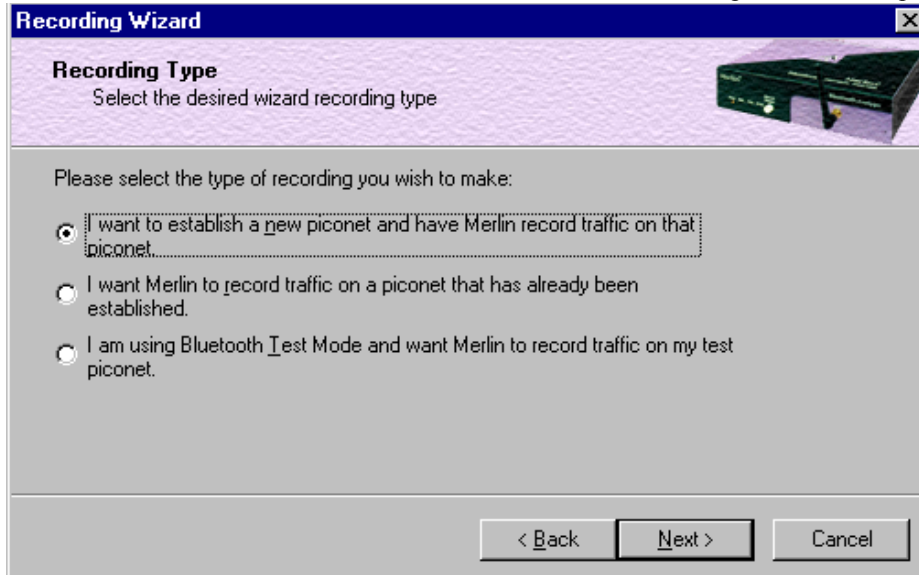 Recording Wizard
Recording Type
Select the desired wizard recording type
Please select the type of recording you wish to make:
I want to establish a new piconet and have Merlin record traffic on that
piconet.
I want Merlin to record traffic on a piconet that has already been
established.
I am using Bluetooth Test Mode and want Merlin to record traffic on my test
piconet.
< Back
Next >
Cancel